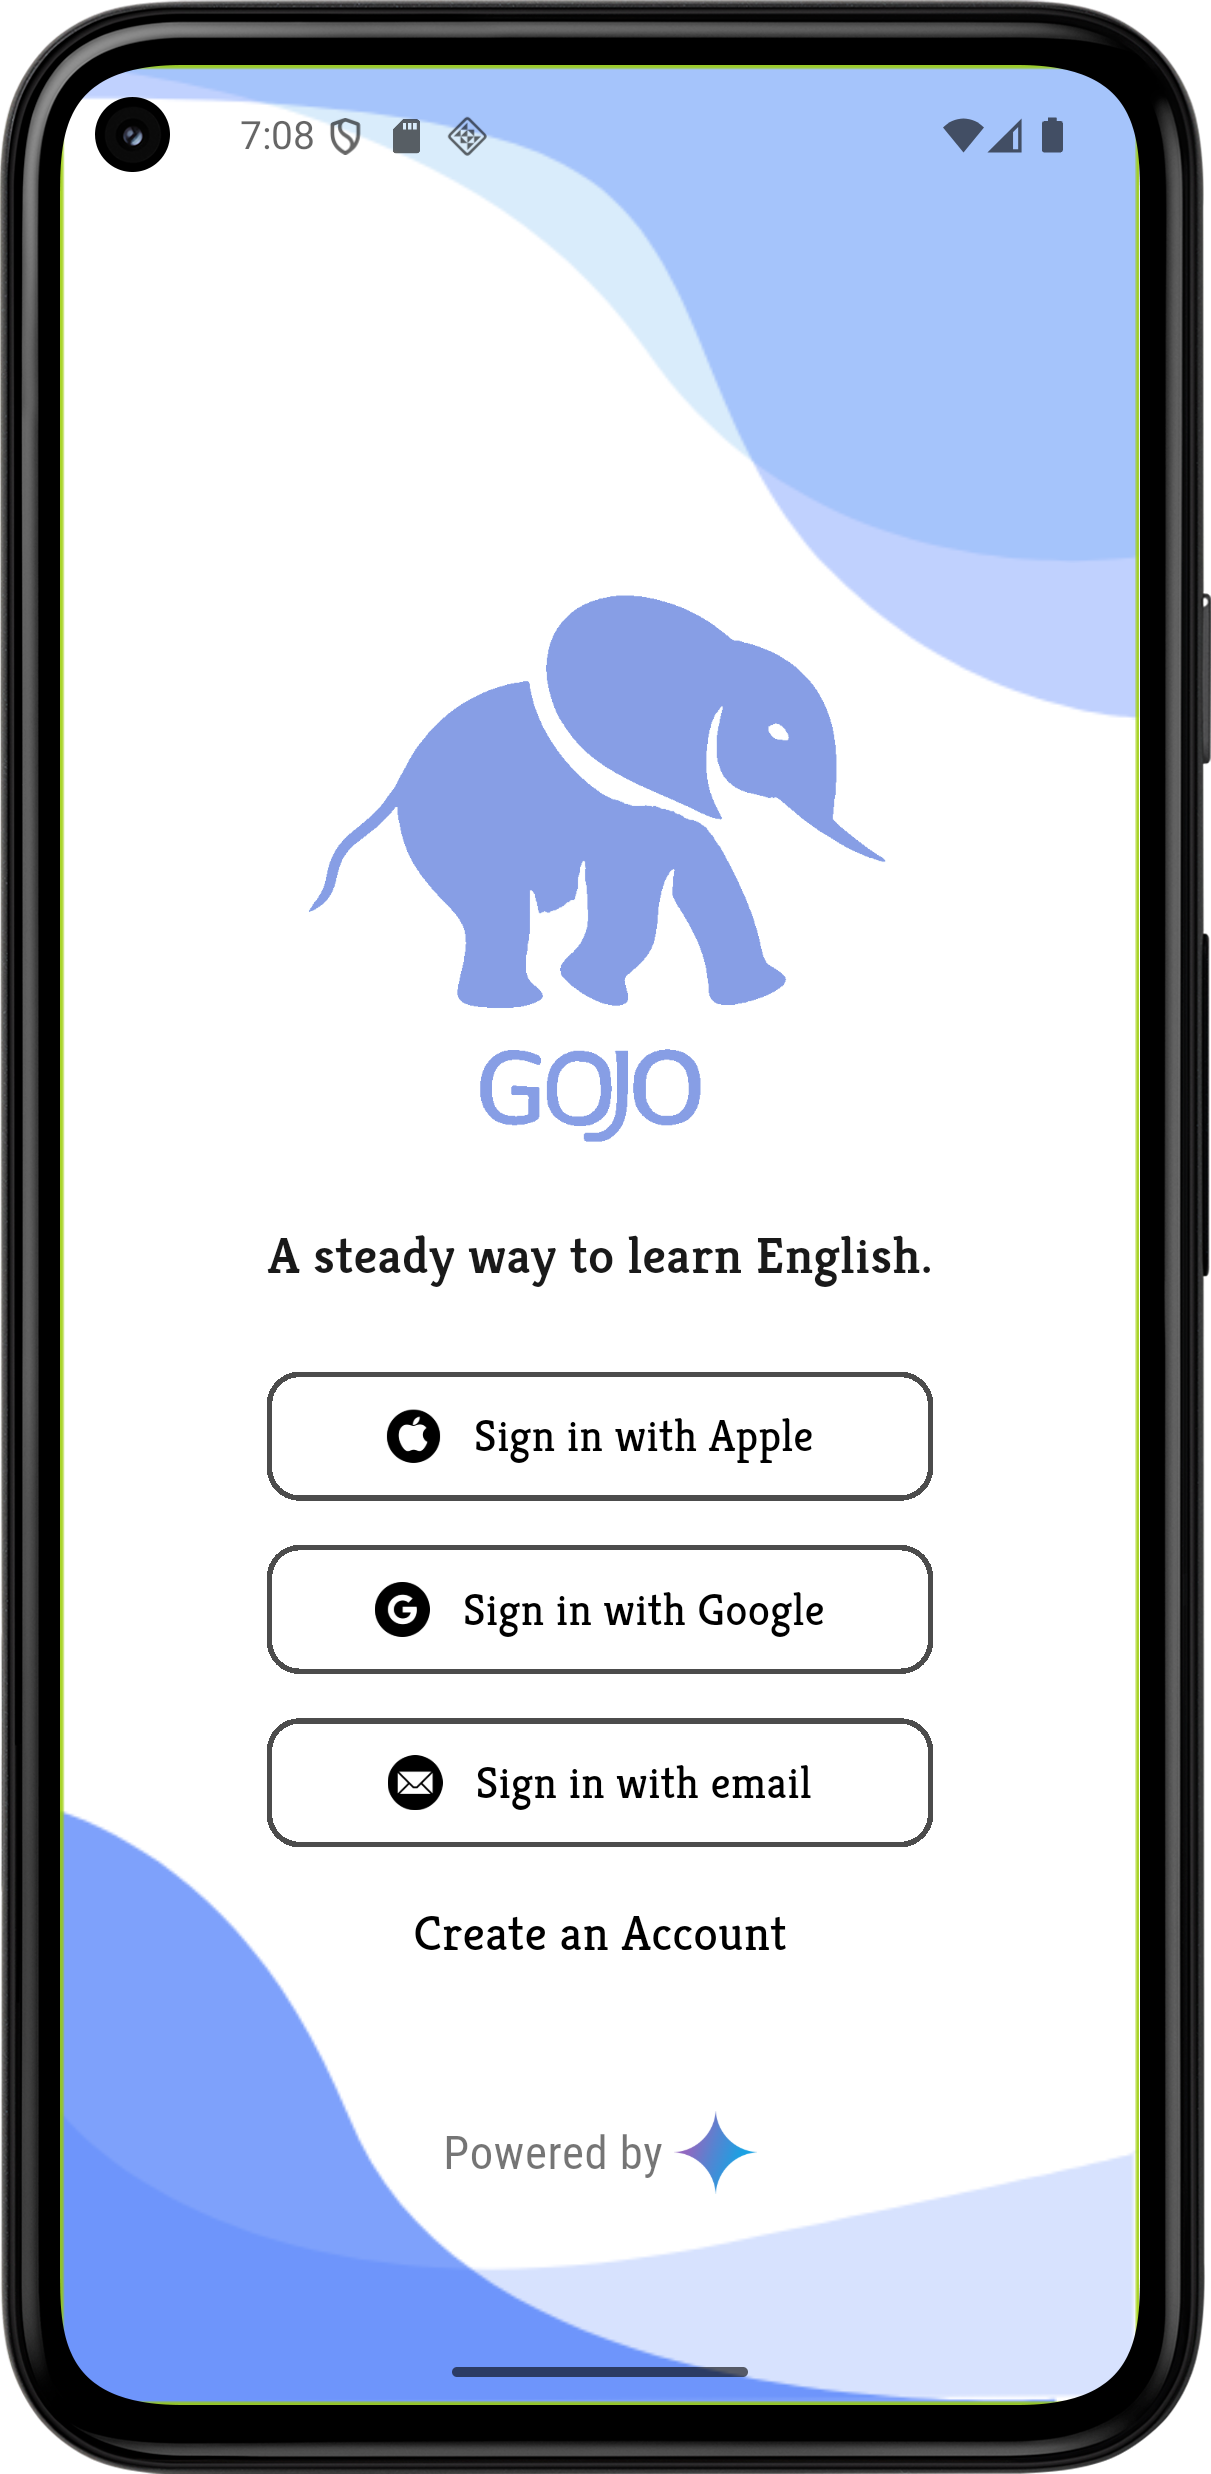 7:08
GOJO
A steady way to learn English.
Sign in with Apple
Sign in with Google
Sign in with email
Create an Account
Powered by